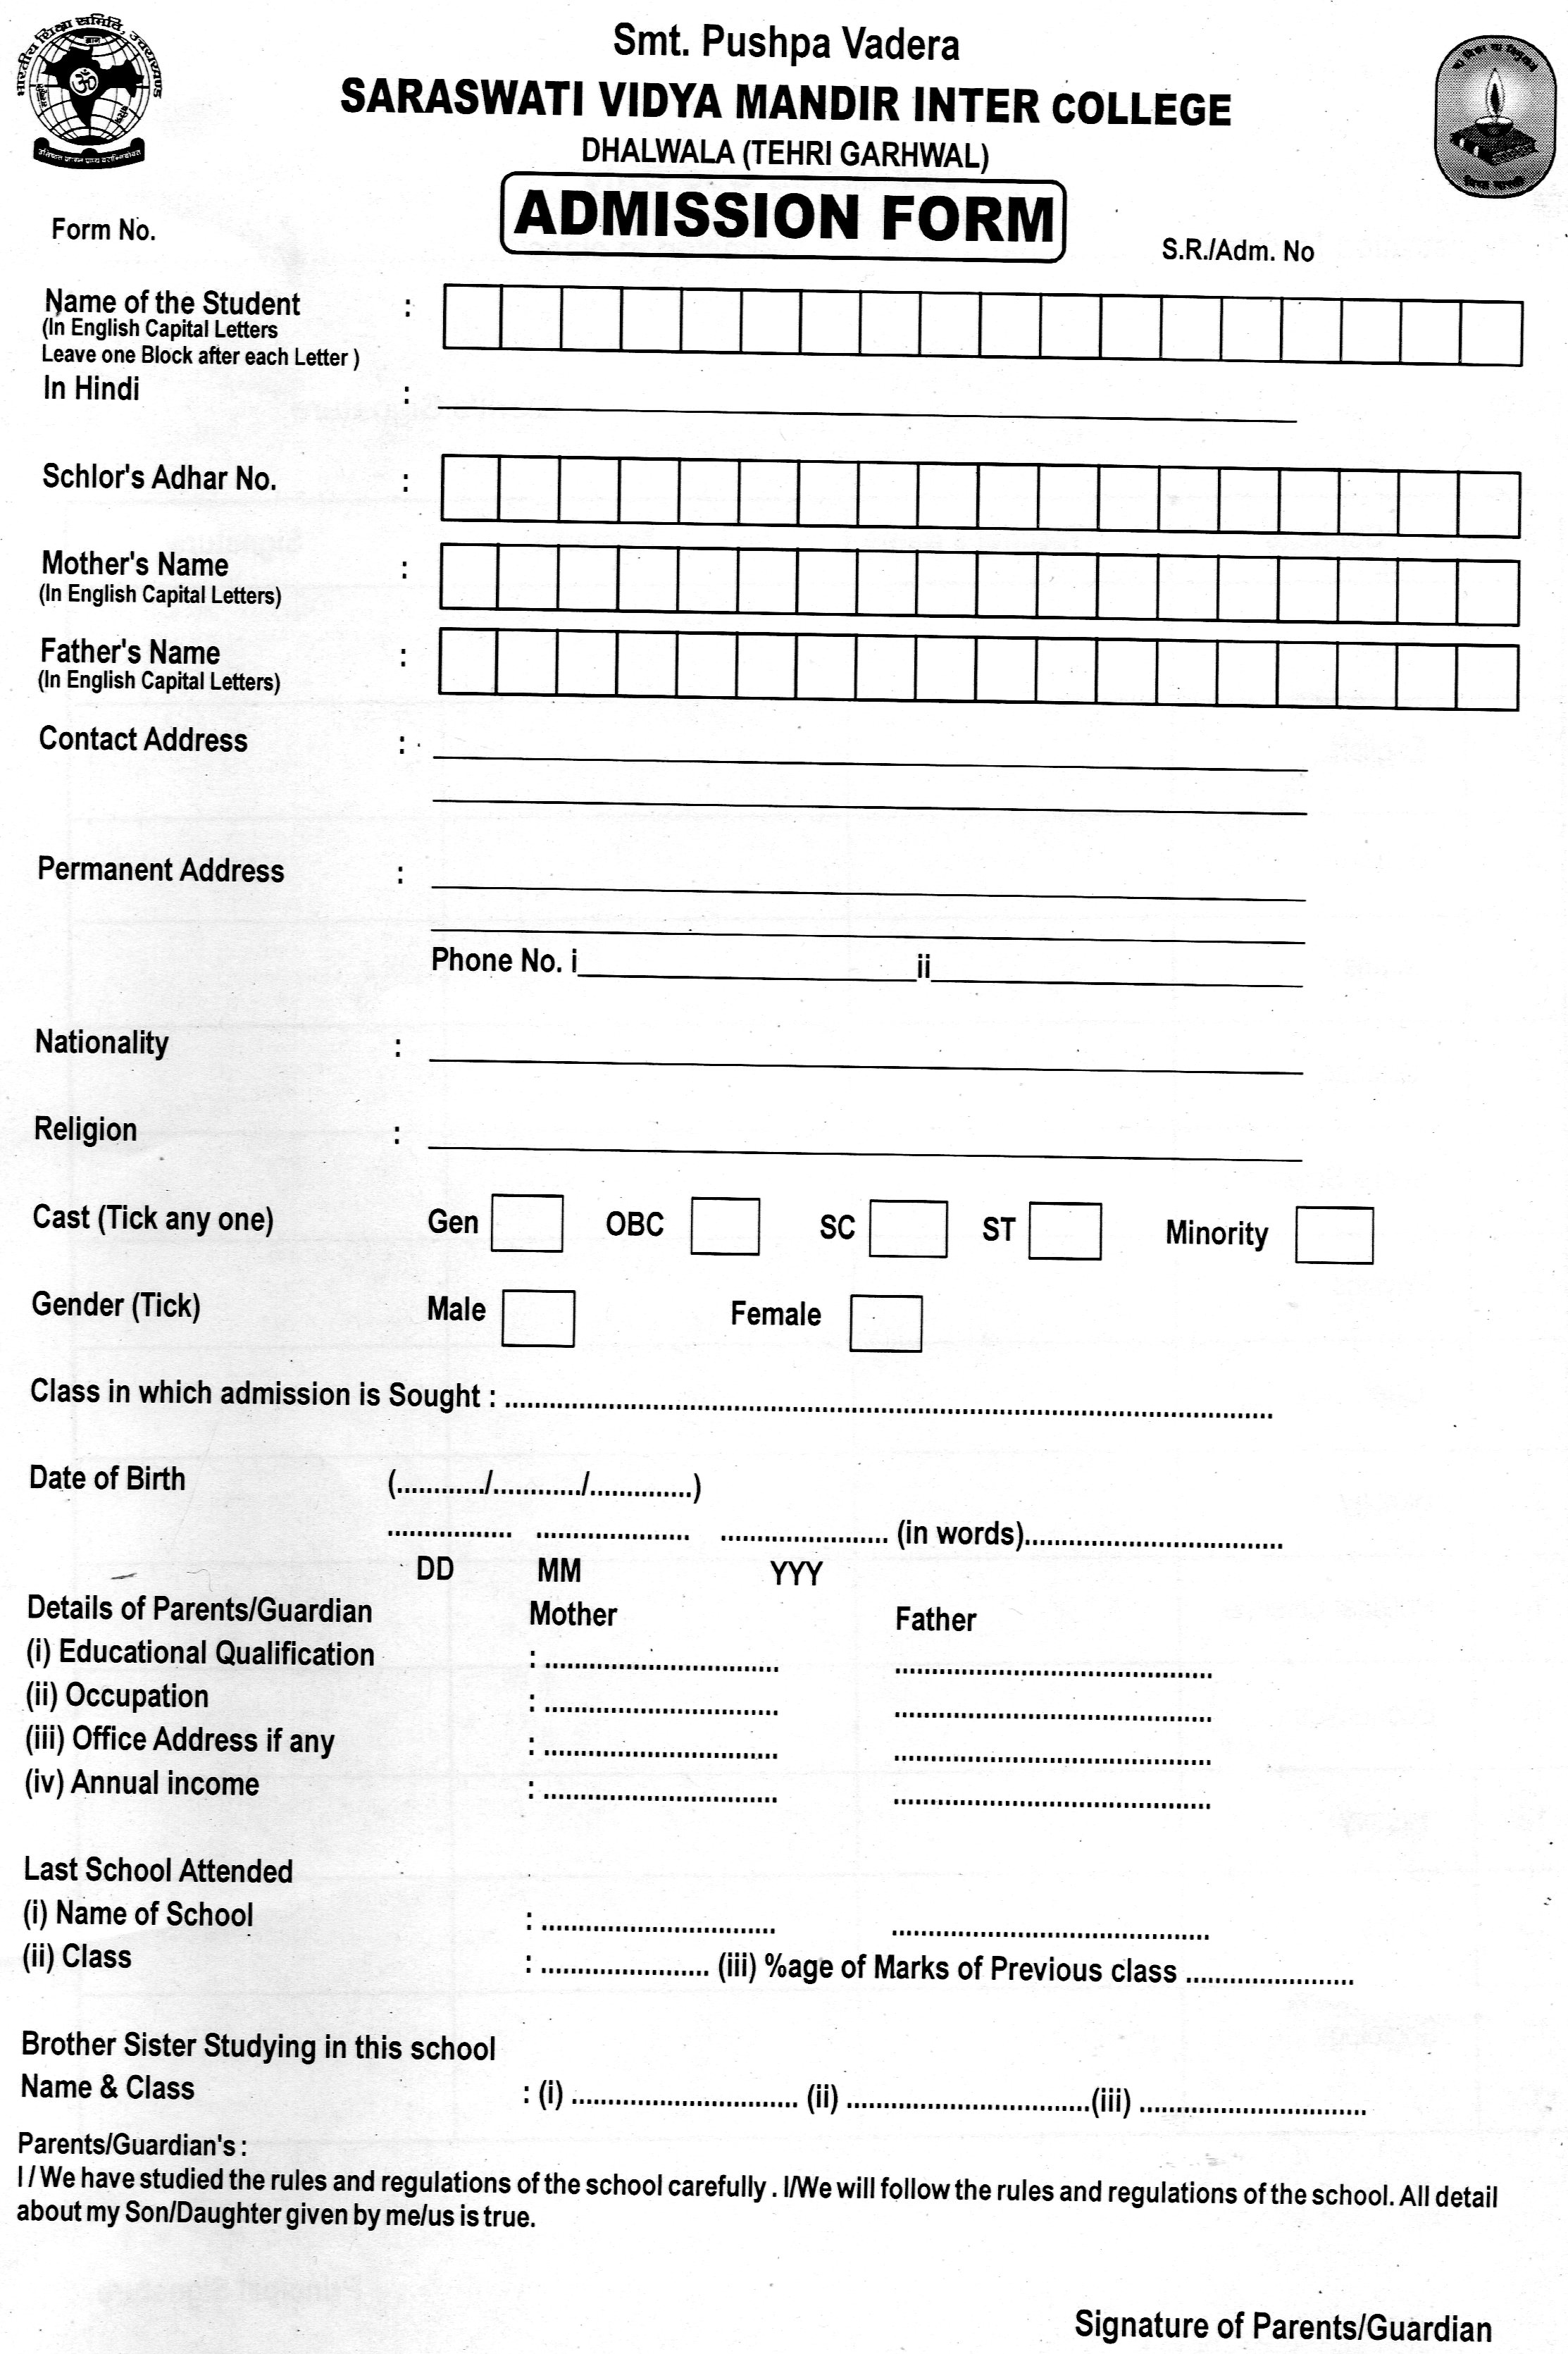 भारतीय शिक्षा समिति, उत्तराखण्ड
Smt. Pushpa Vadera
SARASWATI VIDYA MANDIR INTER COLLEGE
DHALWALA (TEHRI GARHWAL)
ADMISSION FORM
Form No.
S.R./Adm. No
Name of the Student :
(In English Capital Letters
Leave one Block after each Letter )
In Hindi :
Schlor's Adhar No. :
Mother's Name :
(In English Capital Letters)
Father's Name :
(In English Capital Letters)
Contact Address :
Permanent Address :
Phone No. i ii
Nationality :
Religion :
Cast (Tick any one) Gen OBC SC ST Minority
Gender (Tick) Male Female
Class in which admission is Sought : ........................
Date of Birth (............/............/..............)
................. ..................... ....................... (in words)...................................
DD MM YYY
Details of Parents/Guardian Mother Father
(i) Educational Qualification : ................................ ...........................................
(ii) Occupation : ................................ ...........................................
(iii) Office Address if any : ................................ ...........................................
(iv) Annual income : ................................ ...........................................
Last School Attended
(i) Name of School : ................................ ...........................................
(ii) Class : ....................... (iii) %age of Marks of Previous class .......................
Brother Sister Studying in this school
Name & Class : (i) ............................... (ii) .................................(iii) ...............................
Parents/Guardian's :
I / We have studied the rules and regulations of the school carefully . I/We will follow the rules and regulations of the school. All detail
about my Son/Daughter given by me/us is true.
Signature of Parents/Guardian